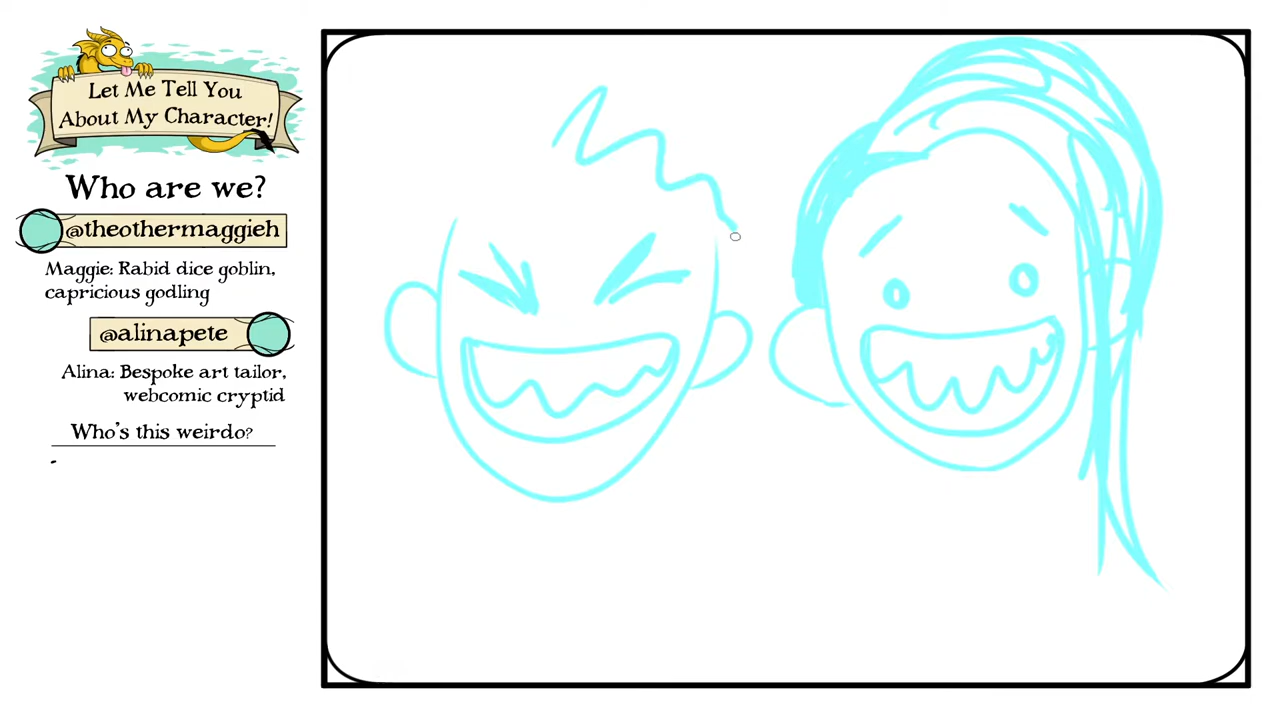 Let Me Tell You
About My Character!
Who are we?
@theothermaggieh
Maggie: Rabid dice goblin,
capricious godling
@alinapete
Alina: Bespoke art tailor,
webcomic cryptid
Who's this weirdo?
-